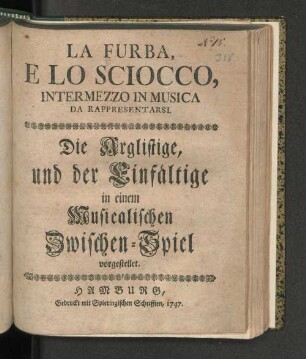 LA FURBA,
E LO SCIOCCO,
INTERMEZZO IN MUSICA
DA RAPPRESENTARSI.
Die Arglistige,
und der Einfältige
in einem
Musicalischen
Zwischen-Spiel
vorgestellet.
HAMBURG,
Gedruckt mit Spieringischen Schrifften, 1747.